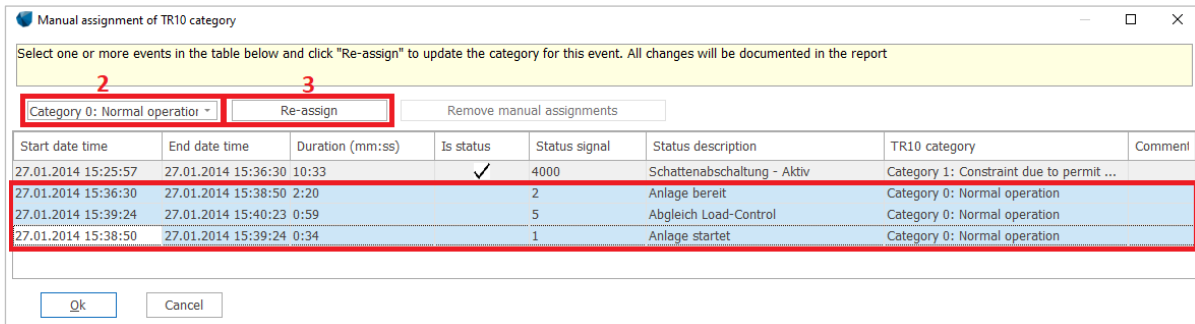 Manual assignment of TR10 category
Select one or more events in the table below and click "Re-assign" to update the category for this event. All changes will be documented in the report
2 3
Category 0: Normal operation Re-assign Remove manual assignments
Start date time End date time Duration (mm:ss) Is status Status signal Status description TR10 category Comment
27.01.2014 15:25:57 27.01.2014 15:36:30 10:33 4000 Schattenabschaltung - Aktiv Category 1: Constraint due to permit ...
27.01.2014 15:36:30 27.01.2014 15:38:50 2:20 2 Anlage bereit Category 0: Normal operation
27.01.2014 15:39:24 27.01.2014 15:40:23 0:59 5 Abgleich Load-Control Category 0: Normal operation
27.01.2014 15:38:50 27.01.2014 15:39:24 0:34 1 Anlage startet Category 0: Normal operation
Ok Cancel